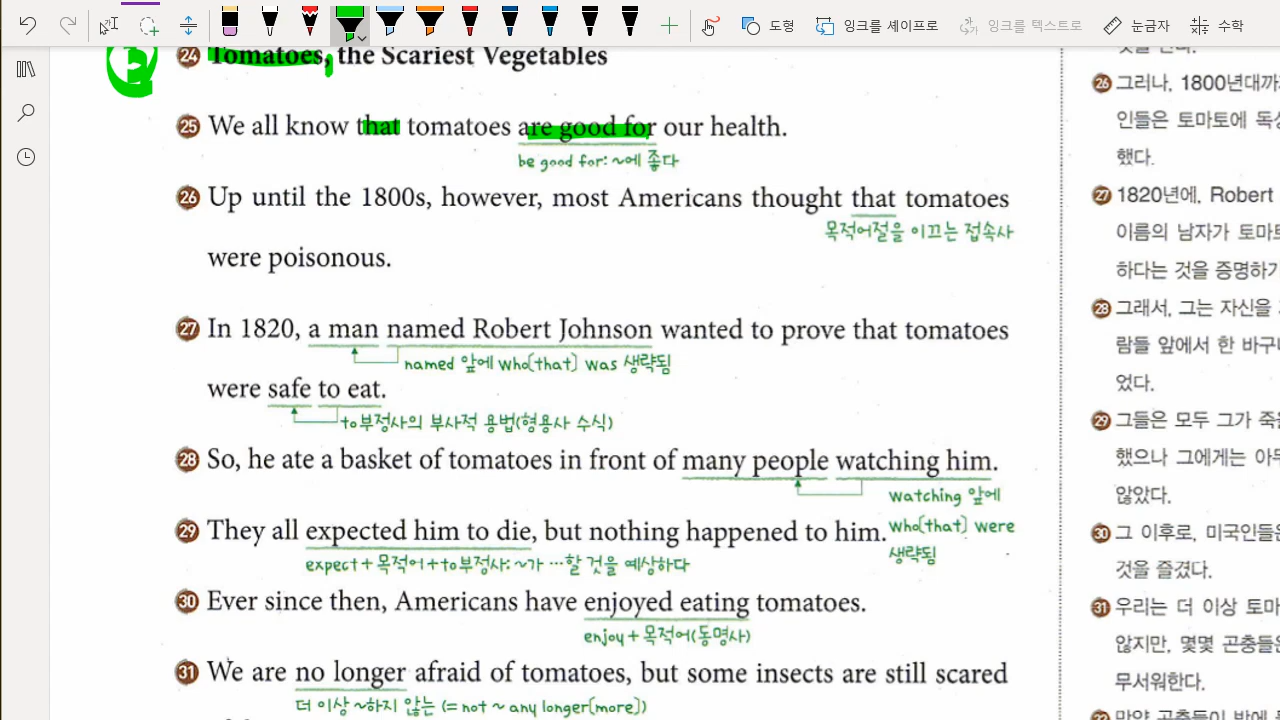 도형 잉크를 셰이프로 잉크를 텍스트로 눈금자 수학
24 Tomatoes, the Scariest Vegetables
25 We all know that tomatoes are good for our health.
be good for: ~에 좋다
26 Up until the 1800s, however, most Americans thought that tomatoes
목적어절을 이끄는 접속사
were poisonous.
27 In 1820, a man named Robert Johnson wanted to prove that tomatoes
named 앞에 who[that] was 생략됨
were safe to eat.
to부정사의 부사적 용법(형용사 수식)
28 So, he ate a basket of tomatoes in front of many people watching him.
watching 앞에
who[that] were
생략됨
29 They all expected him to die, but nothing happened to him.
expect+목적어+to부정사: ~가 …할 것을 예상하다
30 Ever since then, Americans have enjoyed eating tomatoes.
enjoy+목적어(동명사)
31 We are no longer afraid of tomatoes, but some insects are still scared
더 이상 ~하지 않는 (= not ~ any longer[more])
26 그러나, 1800년대까
인들은 토마토에 독성
했다.
27 1820년에, Robert
이름의 남자가 토마토
하다는 것을 증명하기
28 그래서, 그는 자신을
람들 앞에서 한 바구니
었다.
29 그들은 모두 그가 죽을
했으나 그에게는 아무
않았다.
30 그 이후로, 미국인들은
것을 즐겼다.
31 우리는 더 이상 토마
않지만, 몇몇 곤충들은
무서워한다.
만약 곤충들이 밤에